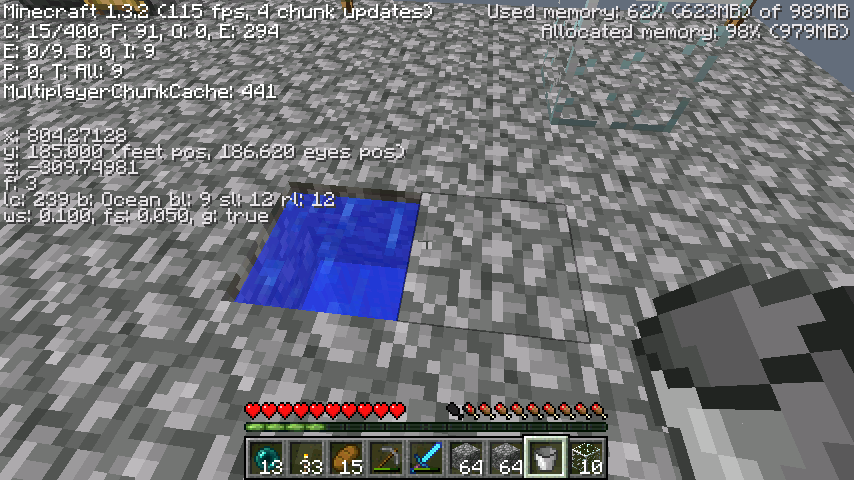 Minecraft 1.3.2 (115 fps, 4 chunk updates)
Used memory: 62% (623MB) of 989MB
C: 15/400, F: 91, O: 0, E: 294
Allocated memory: 98% (979MB)
E: 0/9, B: 0, I: 9
P: 0, T: All: 9
MultiplayerChunkCache: 441
x: 804.27128
y: 185.000 (feet pos, 186.620 eyes pos)
z: -309.74981
f: 3
lc: 239 b: Ocean bl: 9 sl: 12 rl: 12
ws: 0.100, fs: 0.050, g: true
13 33 15 64 64 10